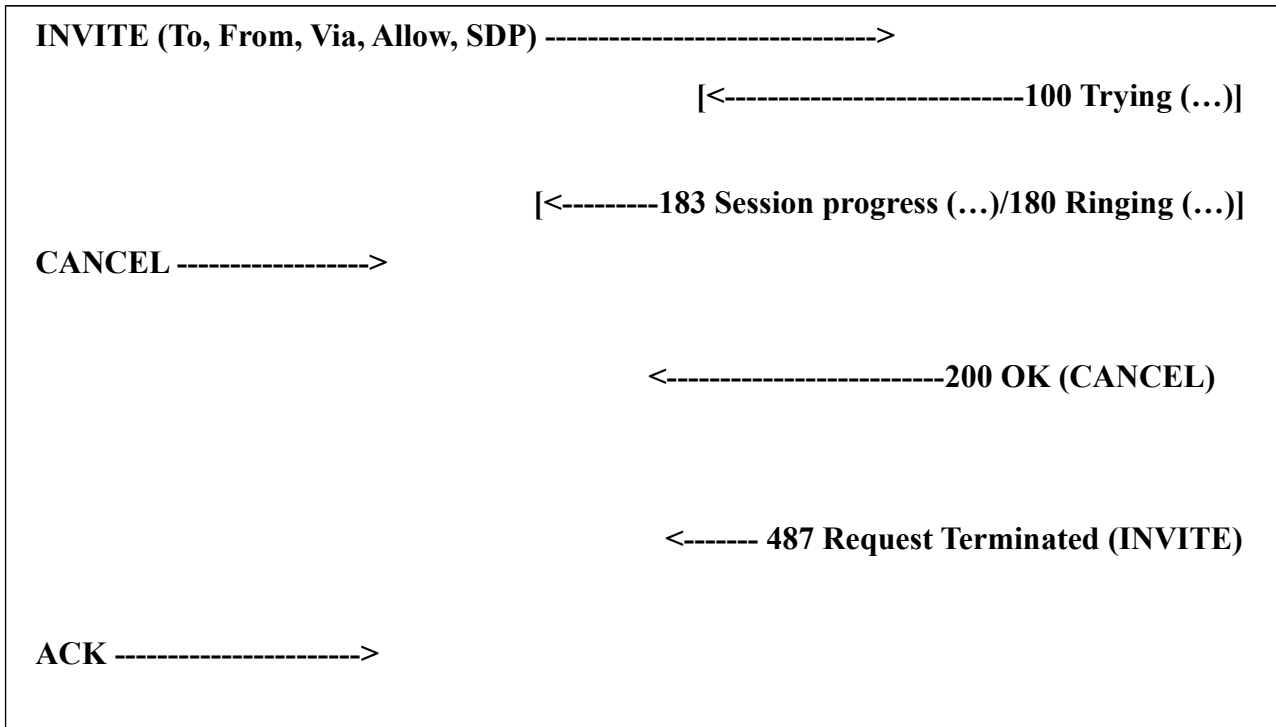 INVITE (To, From, Via, Allow, SDP) ------------------------------->
[<----------------------------100 Trying (…)]
[<---------183 Session progress (…)/180 Ringing (…)]
CANCEL ------------------>
<--------------------------200 OK (CANCEL)
<------- 487 Request Terminated (INVITE)
ACK ----------------------->